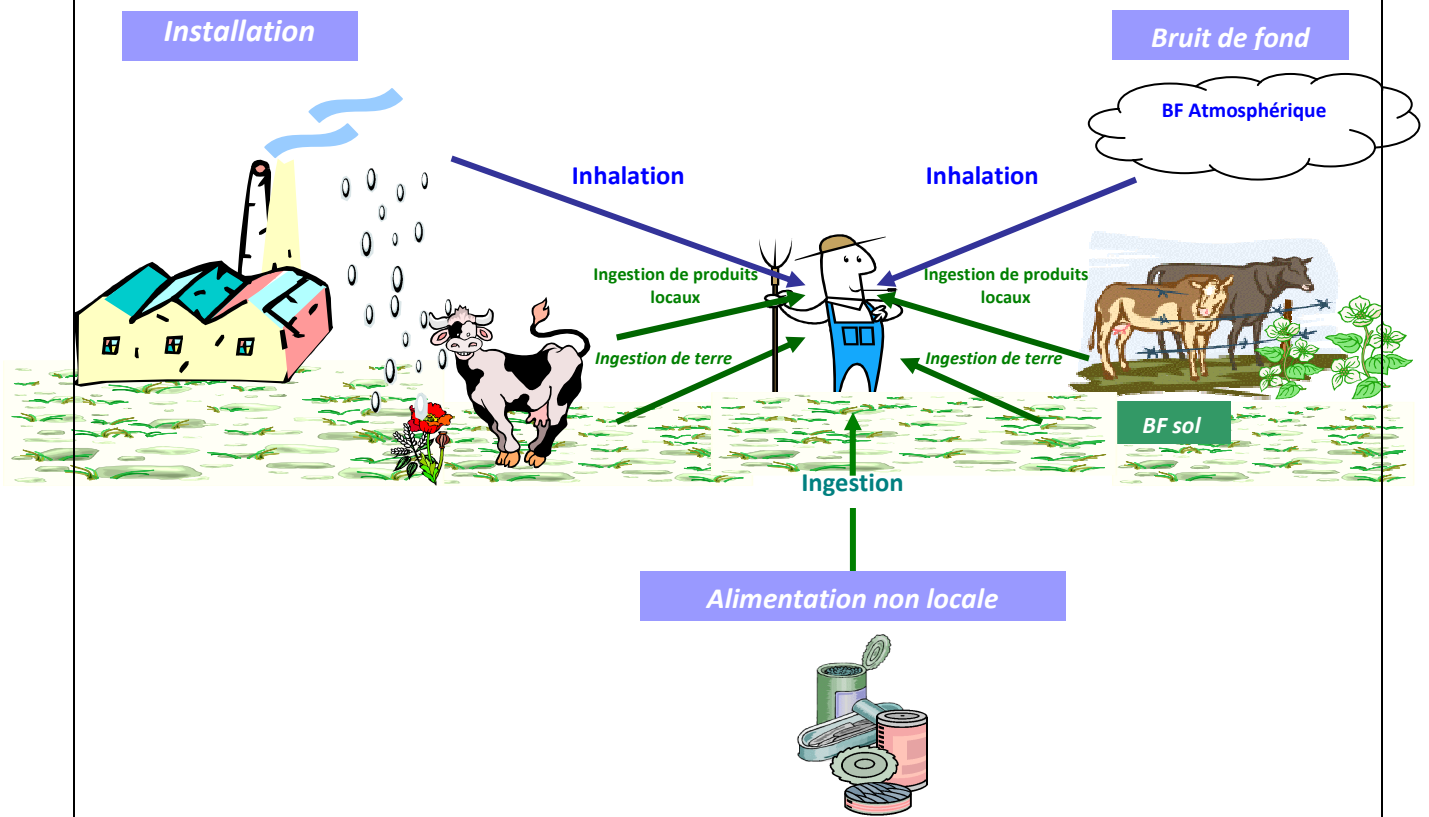 Installation
Bruit de fond
BF Atmosphérique
Inhalation
Inhalation
Ingestion de produits
locaux
Ingestion de produits
locaux
Ingestion de terre
Ingestion de terre
BF sol
Ingestion
Alimentation non locale